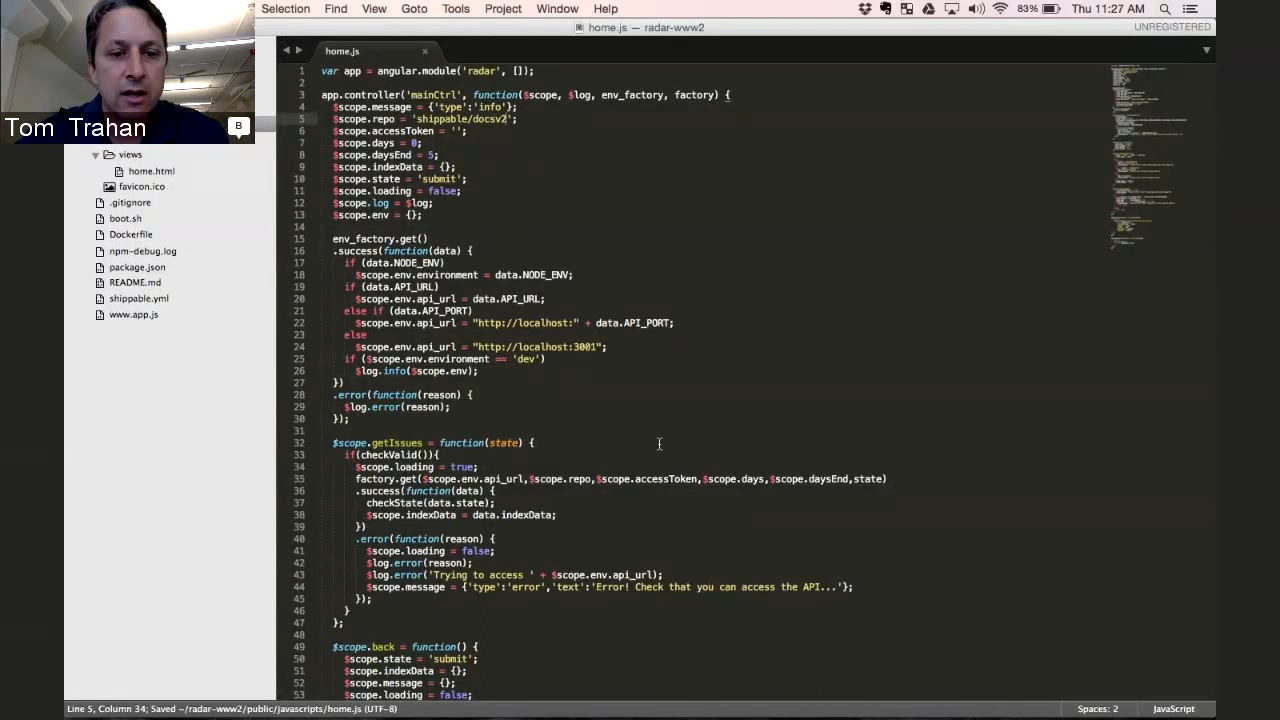 Selection Find View Goto Tools Project Window Help
83% Thu 11:27 AM
home.js — radar-www2
UNREGISTERED
home.js
Tom Trahan
B
views
home.html
favicon.ico
.gitignore
boot.sh
Dockerfile
npm-debug.log
package.json
README.md
shippable.yml
www.app.js
1 var app = angular.module('radar', []);
2
3 app.controller('mainCtrl', function($scope, $log, env_factory, factory) {
4 $scope.message = {'type':'info'};
5 $scope.repo = 'shippable/docsv2';
6 $scope.accessToken = '';
7 $scope.days = 0;
8 $scope.daysEnd = 5;
9 $scope.indexData = {};
10 $scope.state = 'submit';
11 $scope.loading = false;
12 $scope.log = $log;
13 $scope.env = {};
14
15 env_factory.get()
16 .success(function(data) {
17 if (data.NODE_ENV)
18 $scope.env.environment = data.NODE_ENV;
19 if (data.API_URL)
20 $scope.env.api_url = data.API_URL;
21 else if (data.API_PORT)
22 $scope.env.api_url = "http://localhost:" + data.API_PORT;
23 else
24 $scope.env.api_url = "http://localhost:3001";
25 if ($scope.env.environment == 'dev')
26 $log.info($scope.env);
27 })
28 .error(function(reason) {
29 $log.error(reason);
30 });
31
32 $scope.getIssues = function(state) {
33 if(checkValid()){
34 $scope.loading = true;
35 factory.get($scope.env.api_url,$scope.repo,$scope.accessToken,$scope.days,$scope.daysEnd,state)
36 .success(function(data) {
37 checkState(data.state);
38 $scope.indexData = data.indexData;
39 })
40 .error(function(reason) {
41 $scope.loading = false;
42 $log.error(reason);
43 $log.error('Trying to access ' + $scope.env.api_url);
44 $scope.message = {'type':'error','text':'Error! Check that you can access the API...'};
45 });
46 }
47 };
48
49 $scope.back = function() {
50 $scope.state = 'submit';
51 $scope.indexData = {};
52 $scope.message = {};
53 $scope.loading = false;
Line 5, Column 34; Saved ~/radar-www2/public/javascripts/home.js (UTF-8)
Spaces: 2
JavaScript